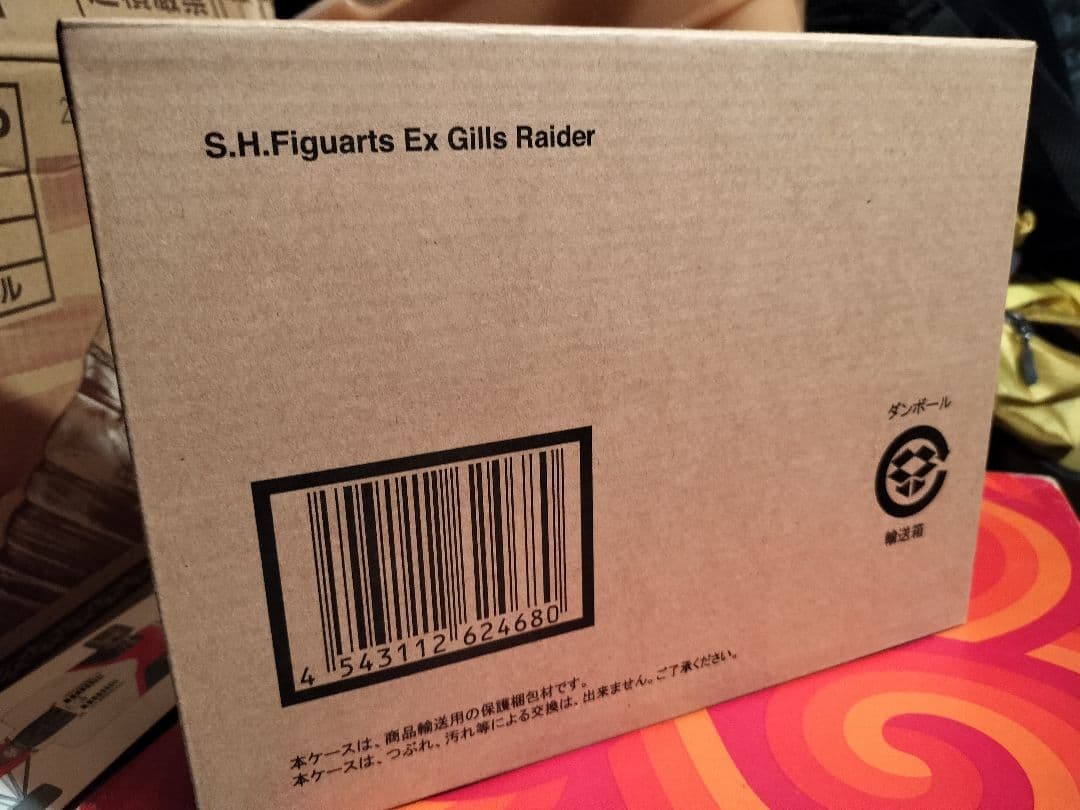 S.H.Figuarts Ex Gills Raider
ダンボール
輸送箱
4 543112 624680
本ケースは、商品輸送用の保護梱包材です。
本ケースは、つぶれ、汚れ等による交換は、出来ません。ご了承ください。
ル